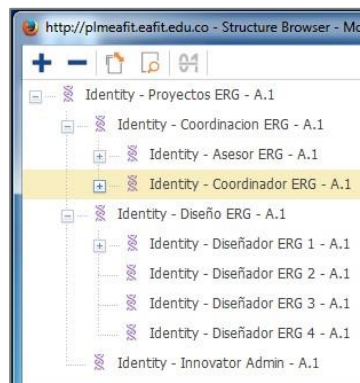 http://plmeafit.eafit.edu.co - Structure Browser - Mo
Identity - Proyectos ERG - A.1
Identity - Coordinacion ERG - A.1
Identity - Asesor ERG - A.1
Identity - Coordinador ERG - A.1
Identity - Diseño ERG - A.1
Identity - Diseñador ERG 1 - A.1
Identity - Diseñador ERG 2 - A.1
Identity - Diseñador ERG 3 - A.1
Identity - Diseñador ERG 4 - A.1
Identity - Innovator Admin - A.1